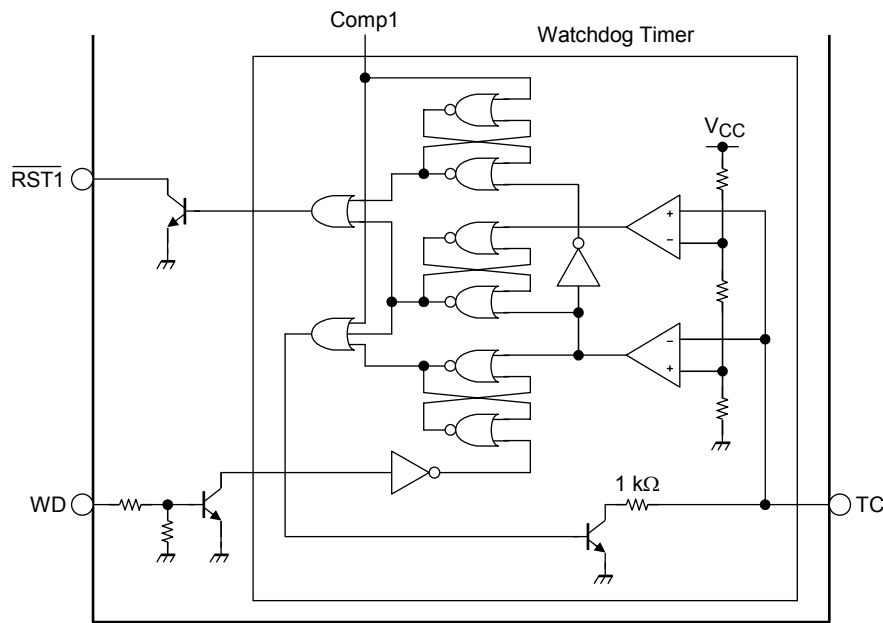 Comp1
Watchdog Timer
VCC
RST1
+
−
−
+
1 kΩ
WD
TC